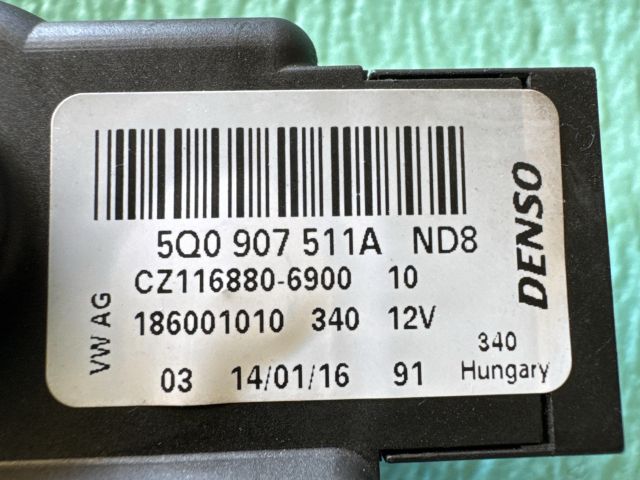 5Q0 907 511A ND8
CZ116880-6900 10
186001010 340 12V
03 14/01/16 91
VW AG
DENSO
340
Hungary